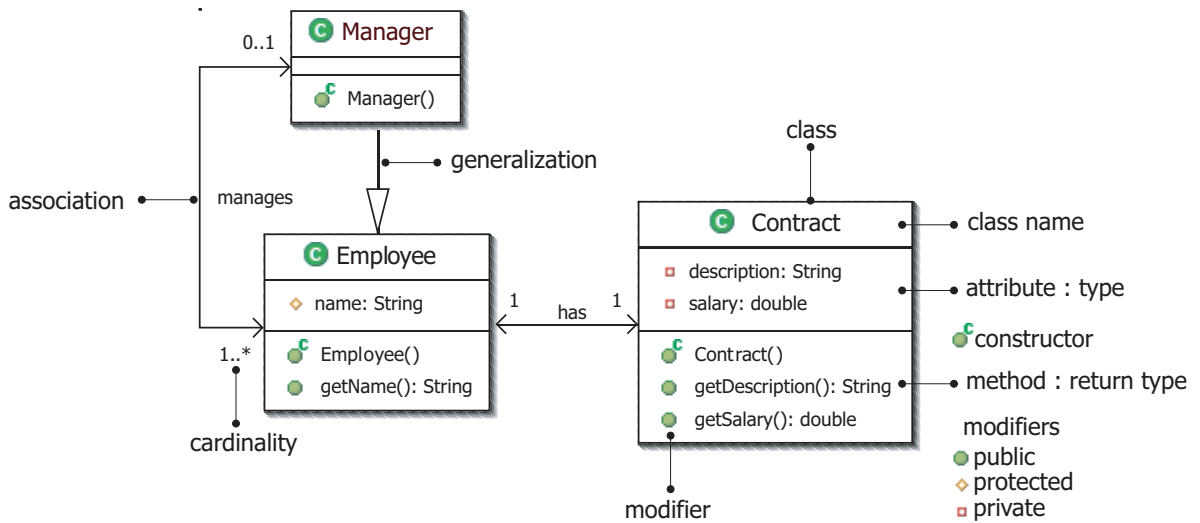 C Manager
0..1
C Manager()
class
generalization
association
manages
C Contract
class name
C Employee
description: String
attribute : type
name: String
1
1
salary: double
has
C constructor
1..*
C Employee()
C Contract()
getName(): String
getDescription(): String
method : return type
getSalary(): double
cardinality
modifiers
public
protected
modifier
private